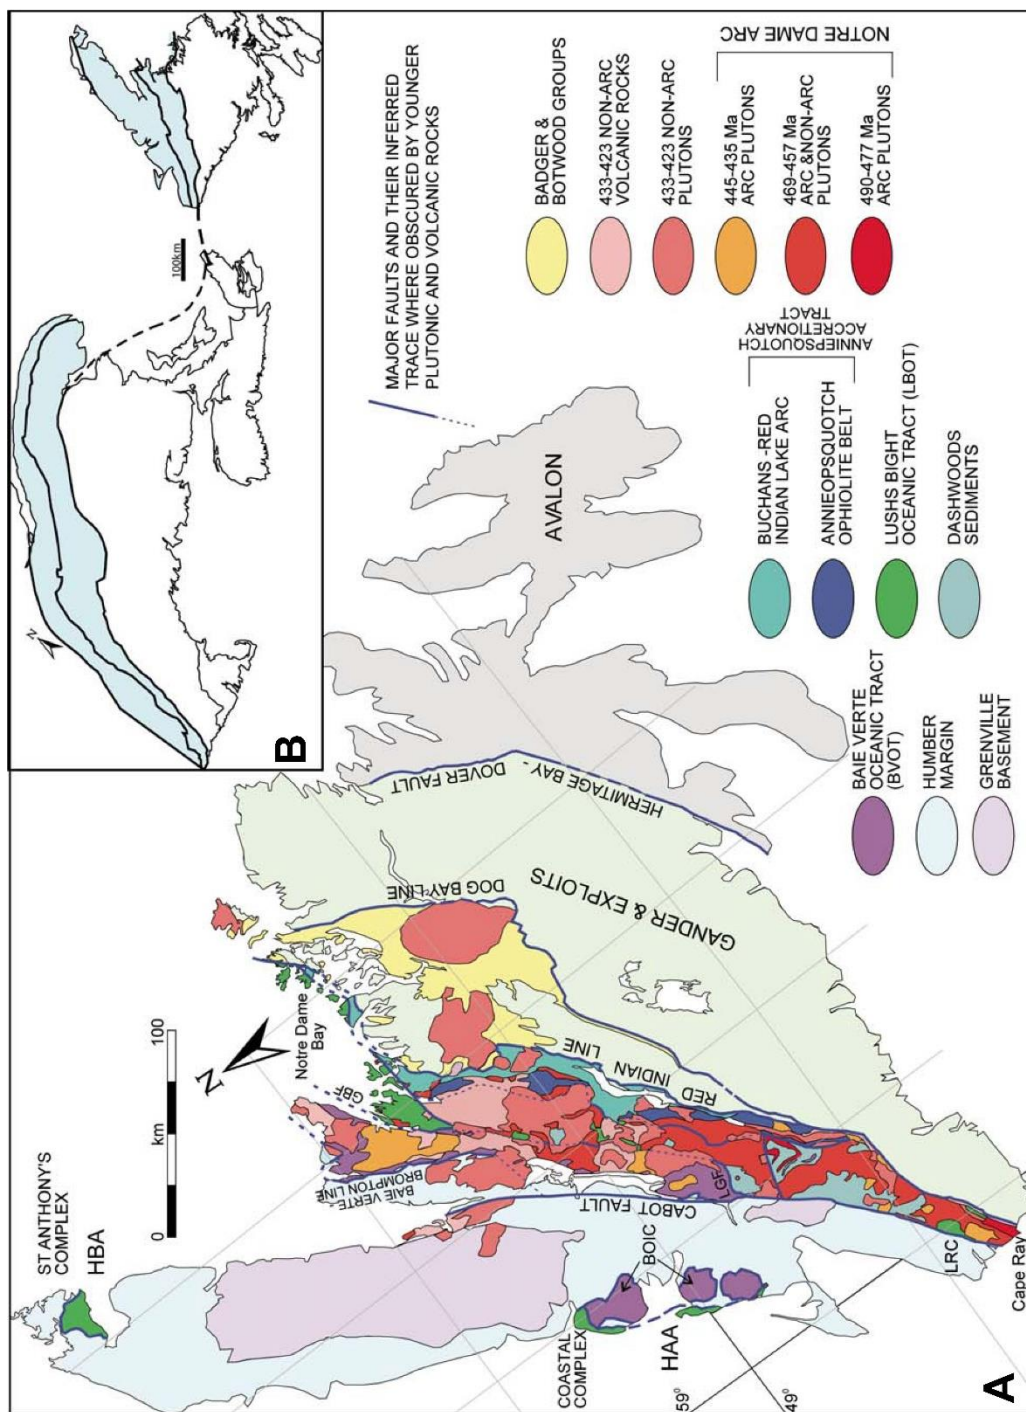 B
N
100km
MAJOR FAULTS AND THEIR INFERRED
TRACE WHERE OBSCURED BY YOUNGER
PLUTONIC AND VOLCANIC ROCKS
ST ANTHONY'S
COMPLEX
HBA
0
km
100
N
Notre Dame
Bay
GBF
BAIE VERTE-
BROMPTON LINE
CABOT FAULT
LGF
DOG BAY LINE
RED
INDIAN
LINE
GANDER & EXPLOITS
DOVER FAULT
HERMITAGE BAY -
AVALON
COASTAL
COMPLEX
BOIC
HAA
LRC
Cape Ray
59°
49°
A
BADGER &
BOTWOOD GROUPS
433-423 NON-ARC
VOLCANIC ROCKS
433-423 NON-ARC
PLUTONS
445-435 Ma
ARC PLUTONS
469-457 Ma
ARC &NON-ARC
PLUTONS
490-477 Ma
ARC PLUTONS
NOTRE DAME ARC
BUCHANS -RED
INDIAN LAKE ARC
ANNIEOPSQUOTCH
OPHIOLITE BELT
ANNIEPSQUOTCH
ACCRETIONARY
TRACT
LUSHS BIGHT
OCEANIC TRACT (LBOT)
DASHWOODS
SEDIMENTS
BAIE VERTE
OCEANIC TRACT
(BVOT)
HUMBER
MARGIN
GRENVILLE
BASEMENT